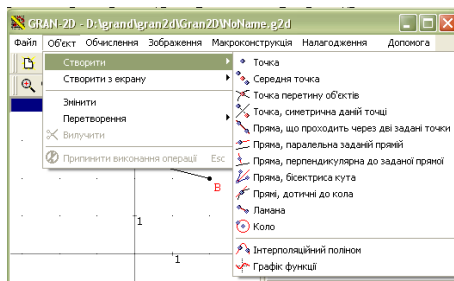 GRAN-2D - D:\grand\gran2d\Gran2D\NoName.g2d
Файл Об'єкт Обчислення Зображення Макроконструкція Налагодження Допомога
Створити
Створити з екрану
Змінити
Перетворення
Вилучити
Припинити виконання операції Esc
Точка
Середня точка
Точка перетину об'єктів
Точка, симетрична даній точці
Пряма, що проходить через дві задані точки
Пряма, паралельна заданій прямій
Пряма, перпендикулярна до заданої прямої
Пряма, бісектриса кута
Прямі, дотичні до кола
Ламана
Коло
Інтерполяційний поліном
Графік функції
B
1
1